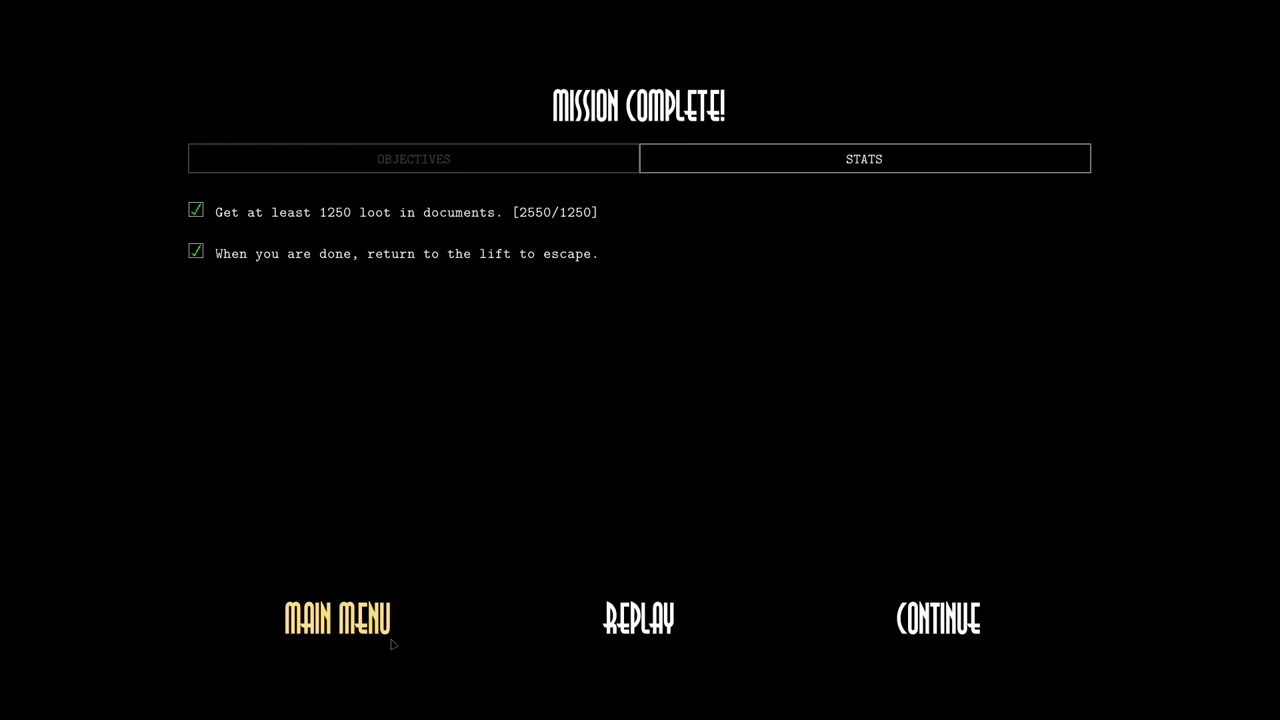 MISSION COMPLETE!
OBJECTIVES
STATS
Get at least 1250 loot in documents. [2550/1250]
When you are done, return to the lift to escape.
MAIN MENU
REPLAY
CONTINUE